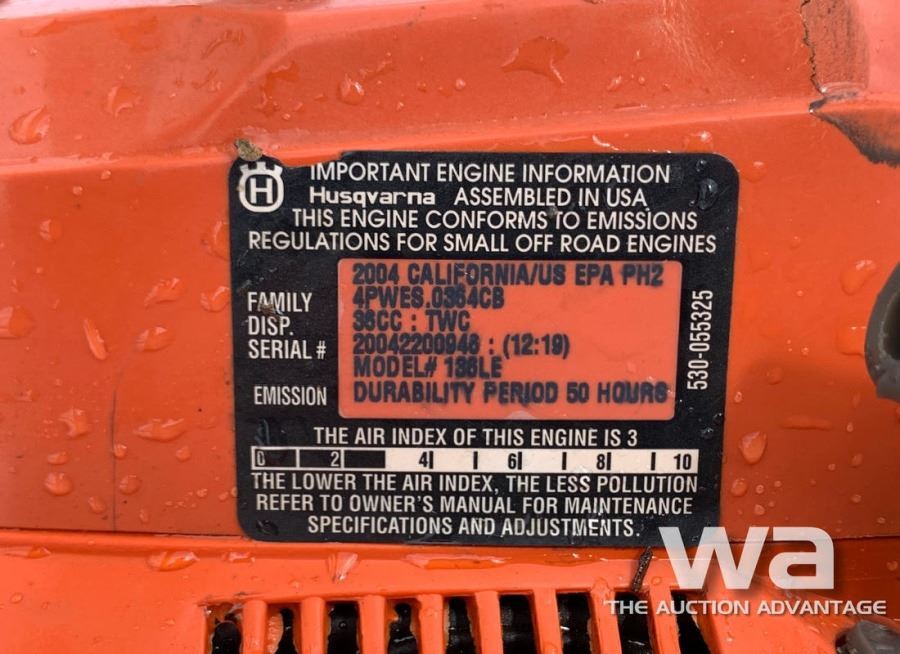 H IMPORTANT ENGINE INFORMATION
Husqvarna ASSEMBLED IN USA
THIS ENGINE CONFORMS TO EMISSIONS
REGULATIONS FOR SMALL OFF ROAD ENGINES
2004 CALIFORNIA/US EPA PH2
FAMILY 4PWES.0364CB
DISP. 36CC : TWC
SERIAL # 20042200946 : (12:19)
MODEL# 136LE
EMISSION DURABILITY PERIOD 50 HOURS
530-055325
THE AIR INDEX OF THIS ENGINE IS 3
0 2 4 6 8 10
THE LOWER THE AIR INDEX, THE LESS POLLUTION
REFER TO OWNER'S MANUAL FOR MAINTENANCE
SPECIFICATIONS AND ADJUSTMENTS.
wa
THE AUCTION ADVANTAGE